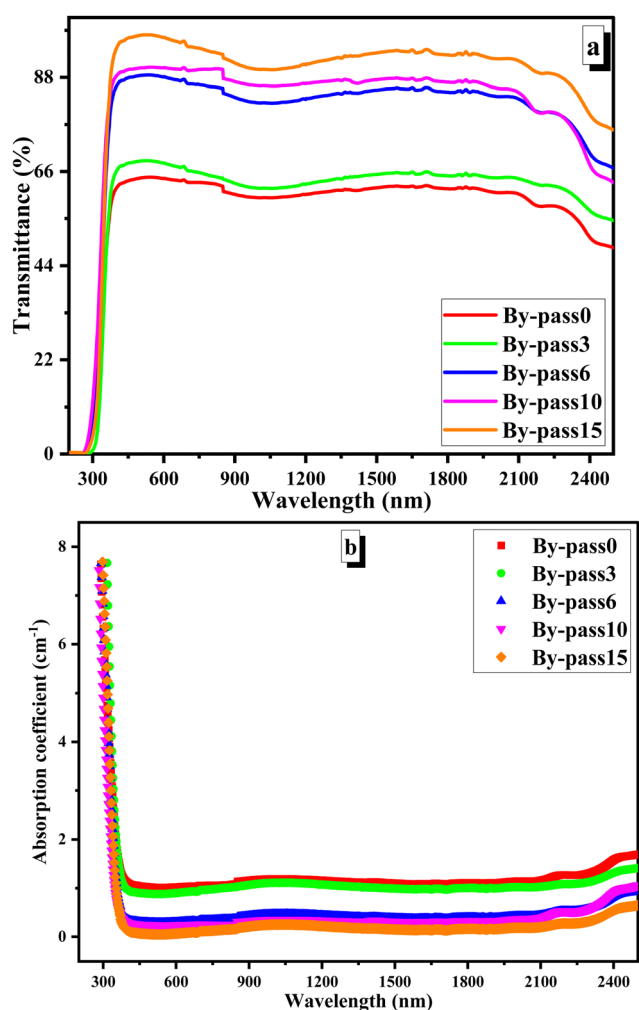 a
Transmittance (%)
88
66
44
22
0
By-pass0
By-pass3
By-pass6
By-pass10
By-pass15
300 600 900 1200 1500 1800 2100 2400
Wavelength (nm)
b
Absorption coefficient (cm-1)
8
6
4
2
0
By-pass0
By-pass3
By-pass6
By-pass10
By-pass15
300 600 900 1200 1500 1800 2100 2400
Wavelength (nm)